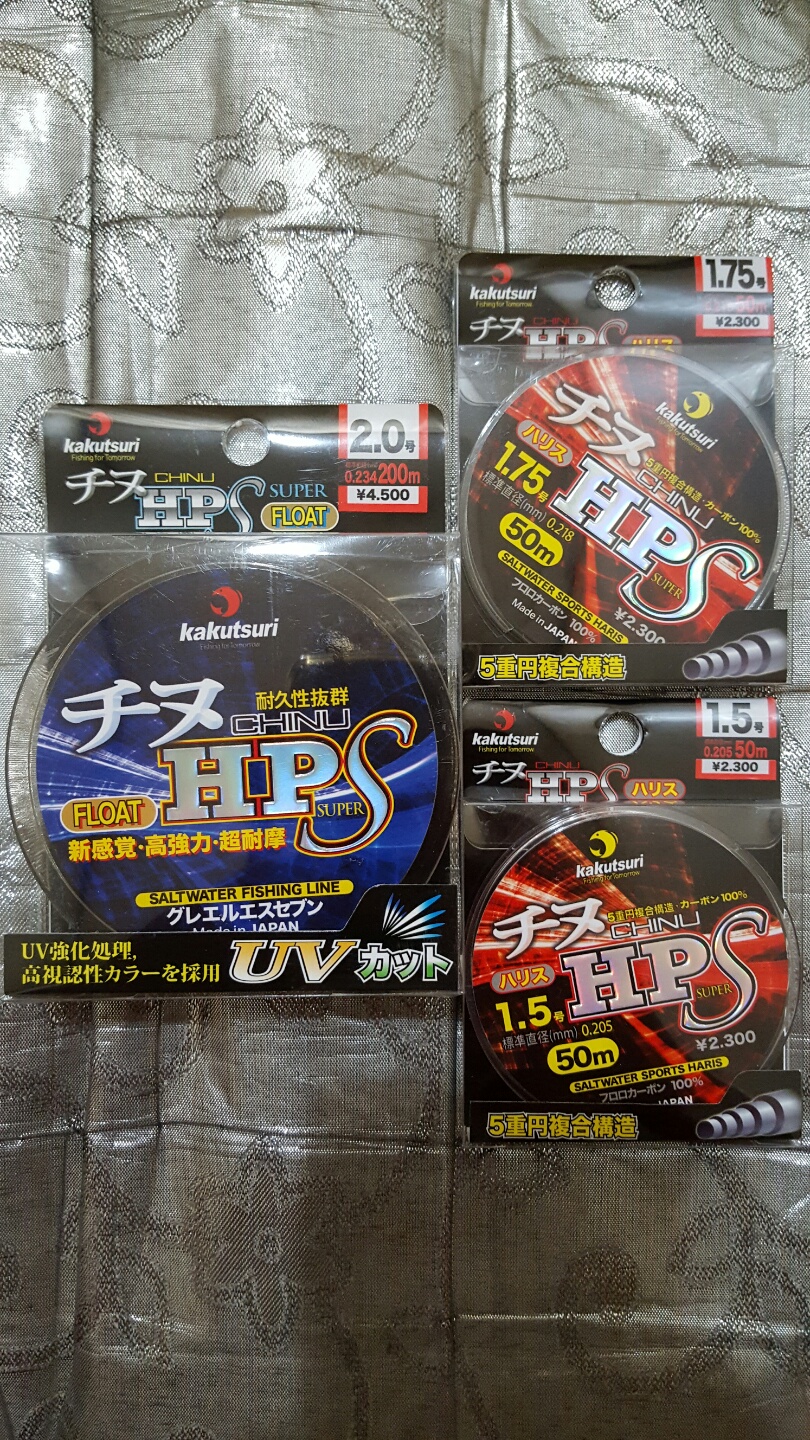 kakutsuri
Fishing for Tomorrow
チヌ CHINU
HPS SUPER
FLOAT
2.0号
0.234 200m
¥4.500
kakutsuri
Fishing for Tomorrow
チヌ 耐久性抜群
CHINU
HPS
SUPER
FLOAT
新感覚・高強力・超耐摩
SALTWATER FISHING LINE
グレエルエスセブン
Made in JAPAN
UV強化処理,
高視認性カラーを採用
UVカット
kakutsuri
Fishing for Tomorrow
チヌ CHINU
HPS ハリス
1.75号
50m
¥2.300
チヌ
kakutsuri
ハリス
5重円複合構造・カーボン100%
CHINU
1.75号
HPS
SUPER
標準直径(mm) 0.218
50m
SALTWATER SPORTS HARIS
¥2.300
フロロカーボン 100%
Made in JAPAN
5重円複合構造
kakutsuri
Fishing for Tomorrow
チヌ CHINU
HPS ハリス
1.5号
0.205 50m
¥2.300
kakutsuri
Fishing for Tomorrow
チヌ
5重円複合構造・カーボン100%
CHINU
ハリス
HPS
SUPER
1.5号
標準直径(mm) 0.205
50m
¥2.300
SALTWATER SPORTS HARIS
フロロカーボン 100%
JAPAN
5重円複合構造